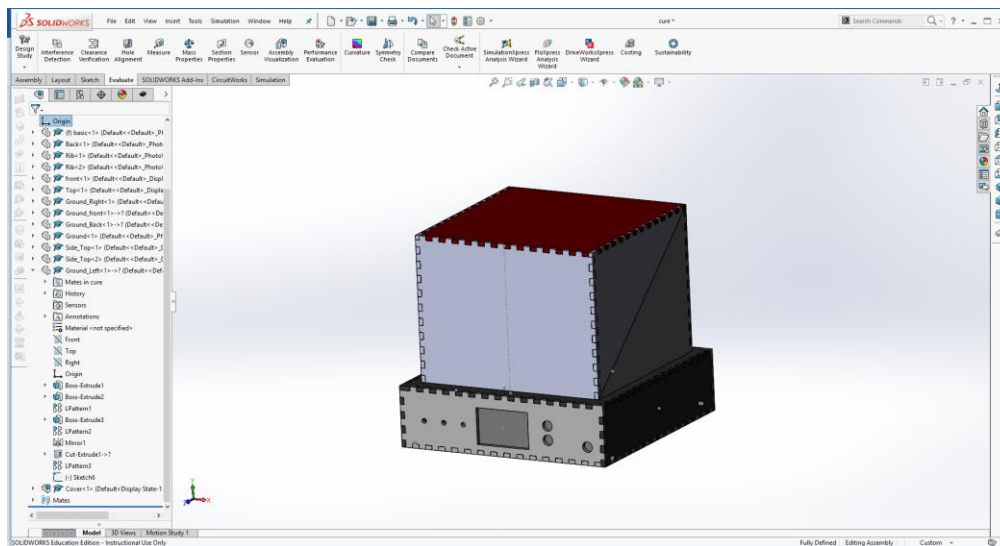 SOLIDWORKS File Edit View Insert Tools Simulation Window Help cure * Search Commands
Design Study
Interference Detection
Clearance Verification
Hole Alignment
Measure
Mass Properties
Section Properties
Sensor
Assembly Visualization
Performance Evaluation
Curvature
Symmetry Check
Compare Documents
Check Active Document
SimulationXpress Analysis Wizard
FloXpress Analysis Wizard
DriveWorksXpress Wizard
Costing
Sustainability
Assembly Layout Sketch Evaluate SOLIDWORKS Add-Ins CircuitWorks Simulation
Origin
(f) basic<1> (Default<<Default>_Pl
Back<1> (Default<<Default>_Phot
Rib<1> (Default<<Default>_Photo
Rib<2> (Default<<Default>_Photo
front<1> (Default<<Default>_Displ
Top<1> (Default<<Default>_Displa
Ground_Right<1> (Default<<Defau
Ground_front<1>->? (Default<<De
Ground_Back<1>->? (Default<<De
Ground<1> (Default<<Default>_Ph
Side_Top<1> (Default<<Default>_D
Side_Top<2> (Default<<Default>_D
Ground_Left<1>->? (Default<<Def
Mates in cure
History
Sensors
Annotations
Material <not specified>
Front
Top
Right
Origin
Boss-Extrude1
Boss-Extrude2
LPattern1
Boss-Extrude3
LPattern2
Mirror1
Cut-Extrude1->?
LPattern3
(-) Sketch6
Cover<1> (Default<Display State-1
Mates
Model 3D Views Motion Study 1
SOLIDWORKS Education Edition - Instructional Use Only Fully Defined Editing Assembly Custom